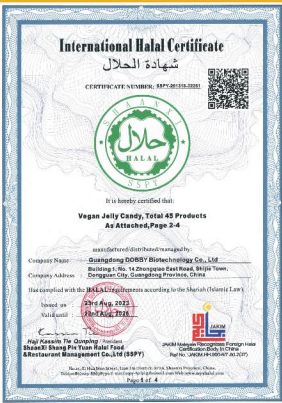 International Halal Certificate
شهادة الحلال
CERTIFICATE NUMBER:
SHAANXI
حلال
HALAL
SSPY
It is hereby certified that:
Vegan Jelly Candy, Total 45 Products
As Attached,Page 2-4
manufactured/distributed/managed by:
Company Name Guangdong DOBBY Biotechnology Co., Ltd
Company Address Building 1, No. 14 Zhongqiao East Road, Shijie Town,
Dongguan City, Guangdong Province, China
Has complied with the HALAL requirements according to the Shariah (Islamic Law).
Issued on 23rd Aug, 2023
Valid until 22nd Aug, 2026
JAKIM
Haji Kassim Tie Qunping President
ShaanXi Shang Pin Yuan Halal Food
&Restaurant Management Co.,Ltd (SSPY)
JAKIM Malaysia Recognizes Foreign Halal
Certification Body in China
Page 1 of 4